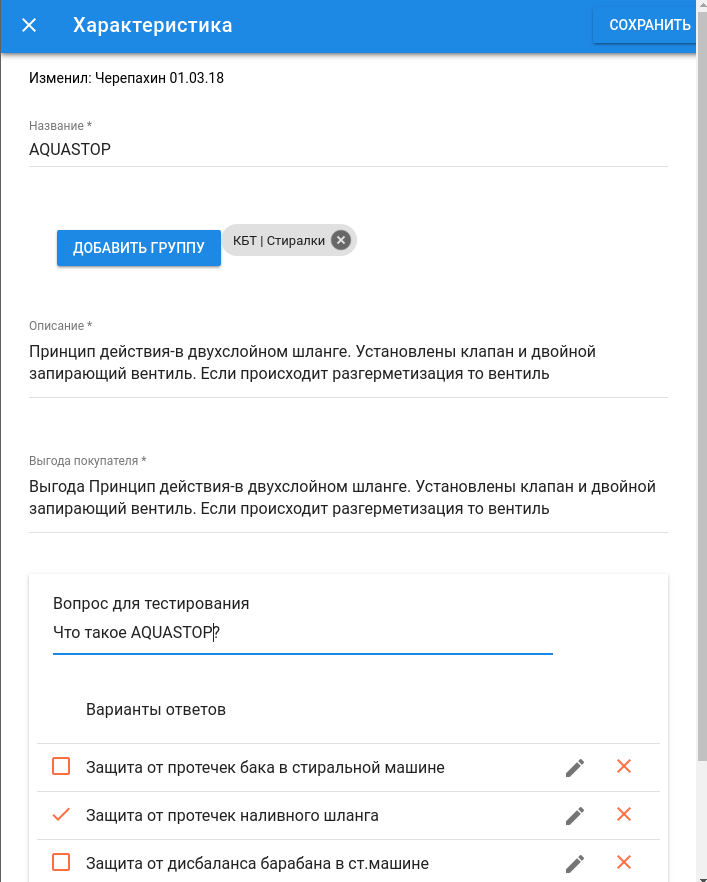 Характеристика
СОХРАНИТЬ
Изменил: Черепахин 01.03.18
Название *
AQUASTOP
ДОБАВИТЬ ГРУППУ
КБТ | Стиралки
Описание *
Принцип действия-в двухслойном шланге. Установлены клапан и двойной
запирающий вентиль. Если происходит разгерметизация то вентиль
Выгода покупателя *
Выгода Принцип действия-в двухслойном шланге. Установлены клапан и двойной
запирающий вентиль. Если происходит разгерметизация то вентиль
Вопрос для тестирования
Что такое AQUASTOP?
Варианты ответов
Защита от протечек бака в стиральной машине
Защита от протечек наливного шланга
Защита от дисбаланса барабана в ст.машине